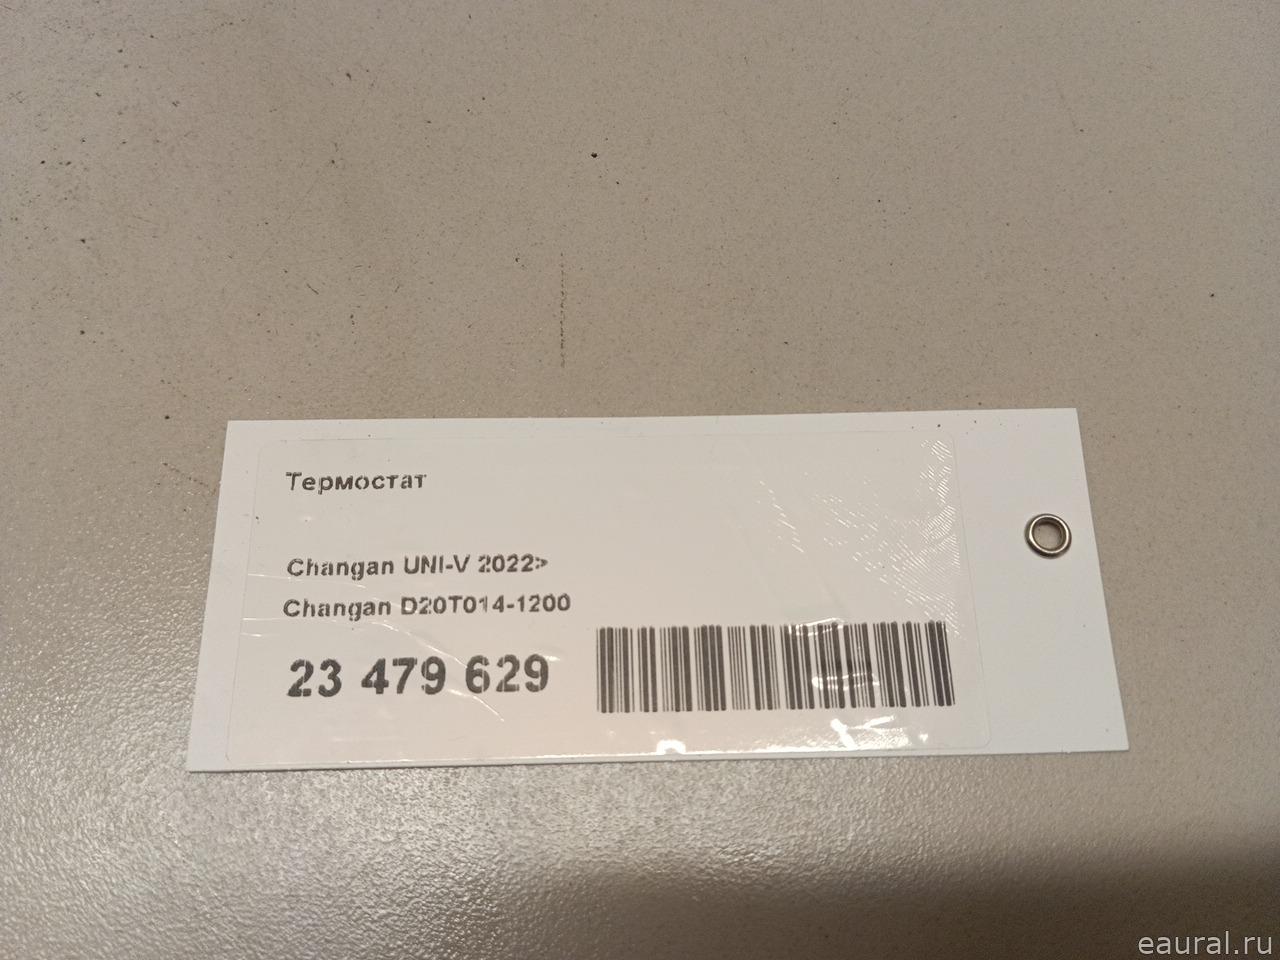 Термостат
Changan UNI-V 2022>
Changan D20T014-1200
23 479 629
eaural.ru